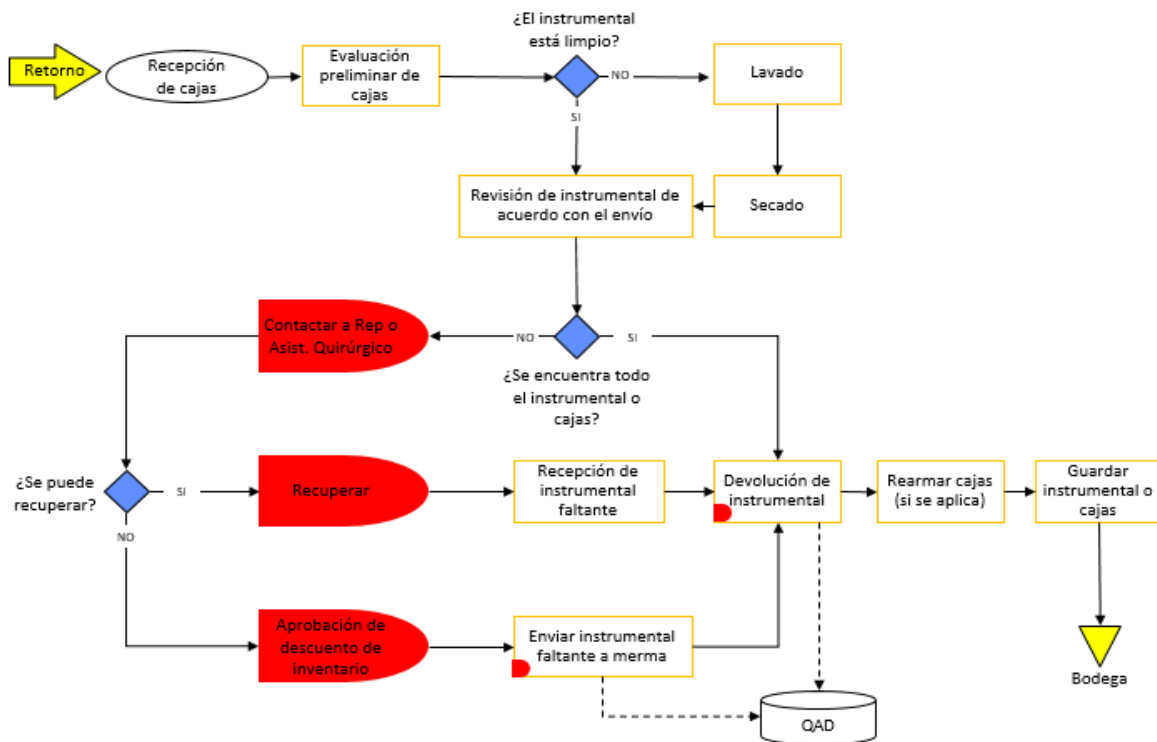 ¿El instrumental
está limpio?
Retorno
Recepción
de cajas
Evaluación
preliminar de
cajas
NO
Lavado
SI
Revisión de instrumental de
acuerdo con el envío
Secado
Contactar a Rep o
Asist. Quirúrgico
NO
SI
¿Se encuentra todo
el instrumental o
cajas?
¿Se puede
recuperar?
SI
Recuperar
Recepción de
instrumental
faltante
Devolución de
instrumental
Rearmar cajas
(si se aplica)
Guardar
instrumental o
cajas
NO
Aprobación de
descuento de
inventario
Enviar instrumental
faltante a merma
Bodega
QAD